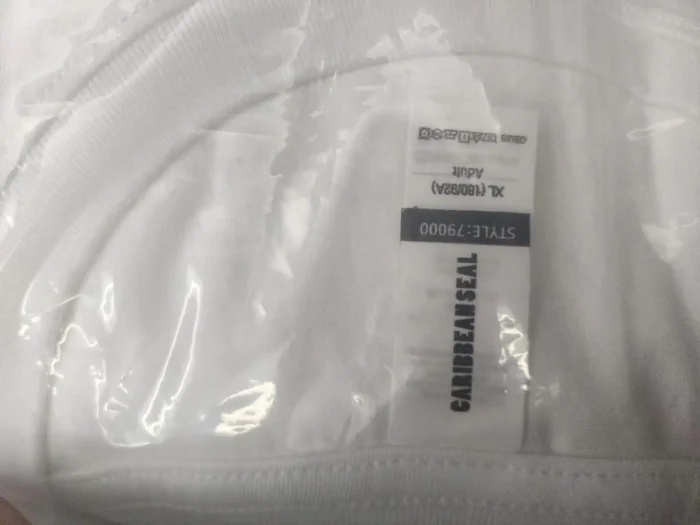 CARIBBEANSEAL
STYLE:79000
XL (180/92A)
Adult